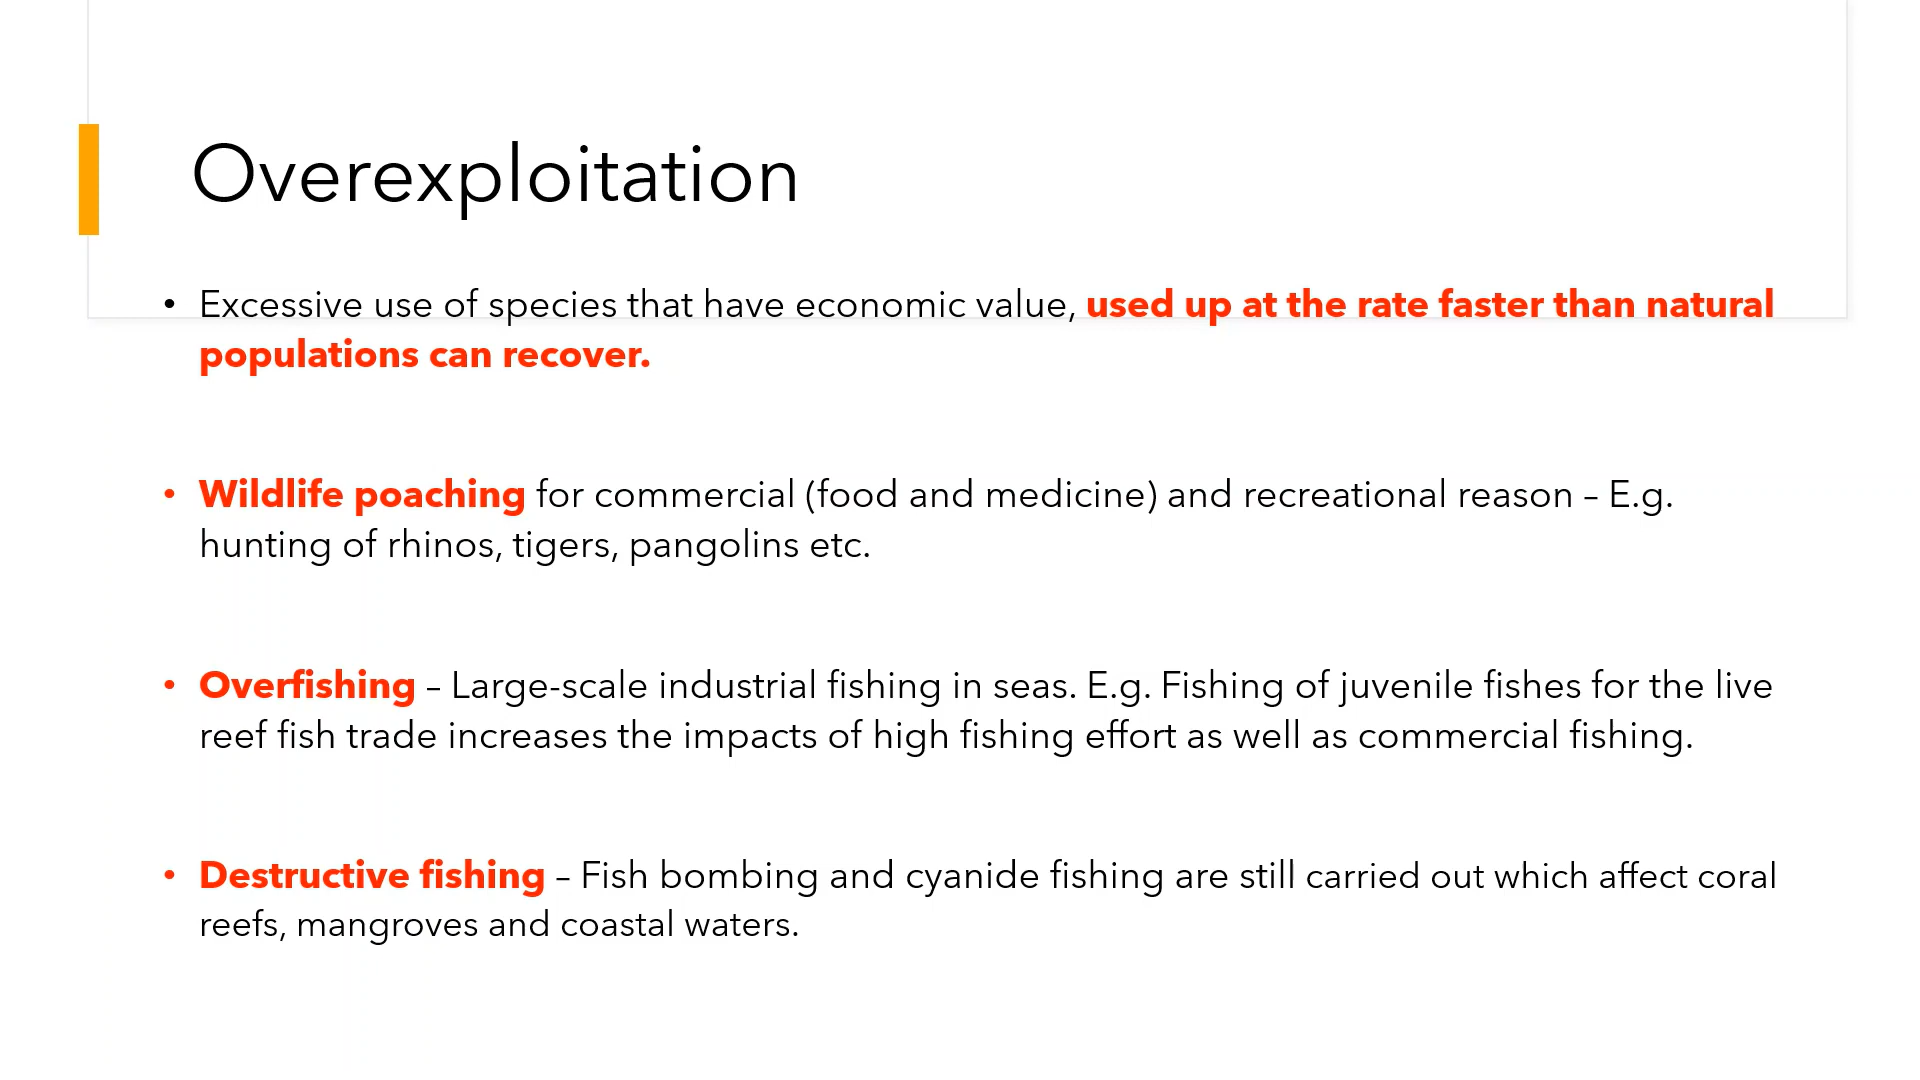 Overexploitation
• Excessive use of species that have economic value, used up at the rate faster than natural
populations can recover.
• Wildlife poaching for commercial (food and medicine) and recreational reason – E.g.
hunting of rhinos, tigers, pangolins etc.
• Overfishing – Large-scale industrial fishing in seas. E.g. Fishing of juvenile fishes for the live
reef fish trade increases the impacts of high fishing effort as well as commercial fishing.
• Destructive fishing – Fish bombing and cyanide fishing are still carried out which affect coral
reefs, mangroves and coastal waters.